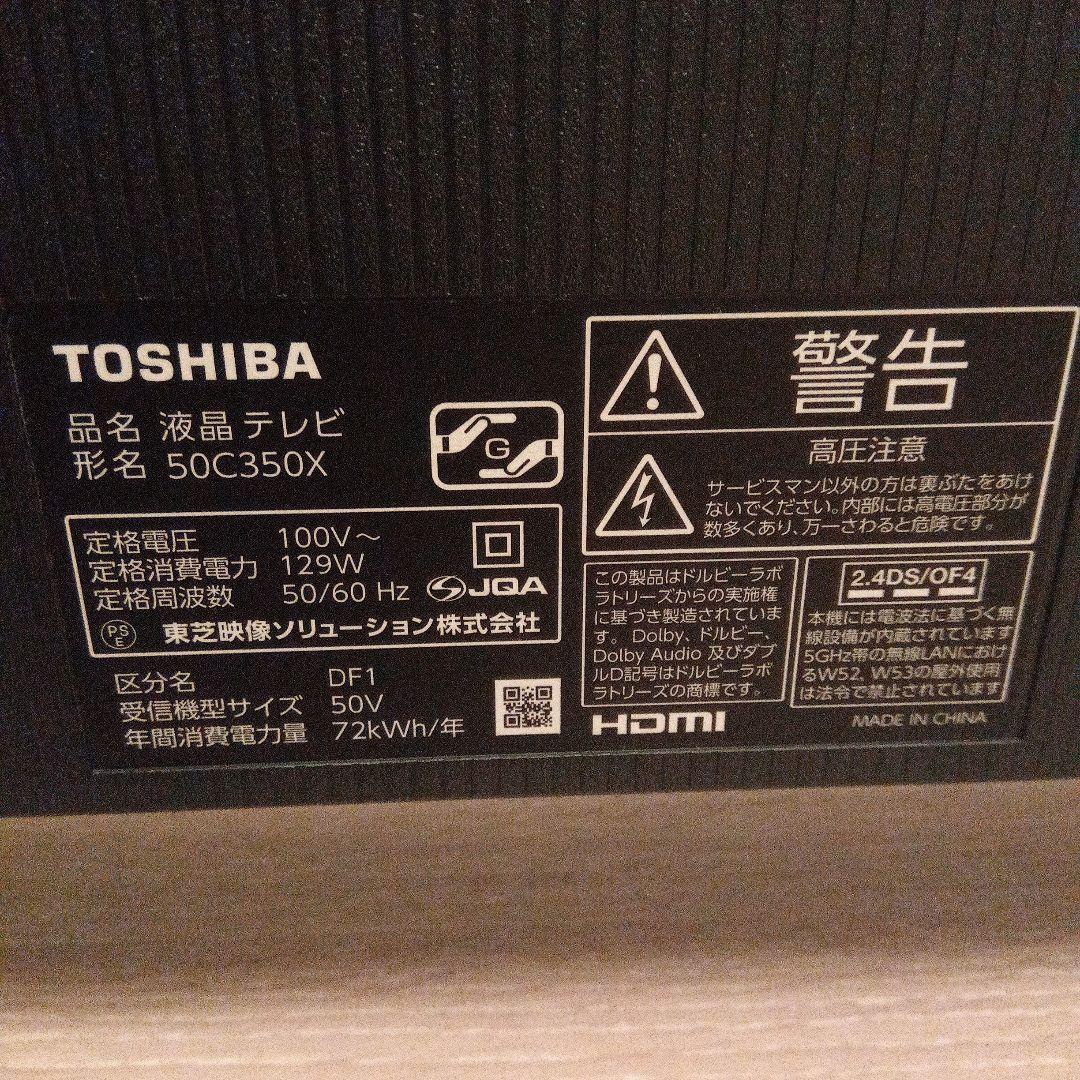 TOSHIBA
品名 液晶テレビ
形名 50C350X
G
定格電圧 100V～
定格消費電力 129W
定格周波数 50/60 Hz
JQA
PS
E
東芝映像ソリューション株式会社
区分名 DF1
受信機型サイズ 50V
年間消費電力量 72kWh/年
警告
高圧注意
サービスマン以外の方は裏ぶたをあけ
ないでください。内部には高電圧部分が
数多くあり、万一さわると危険です。
この製品はドルビーラボ
ラトリーズからの実施権
に基づき製造されていま
す。Dolby、ドルビー、
Dolby Audio 及びダブ
ルD記号はドルビーラボ
ラトリーズの商標です。
HDMI
2.4DS/OF4
本機には電波法に基づく無
線設備が内蔵されています
5GHz帯の無線LANにおけ
るW52, W53の屋外使用
は法令で禁止されています
MADE IN CHINA